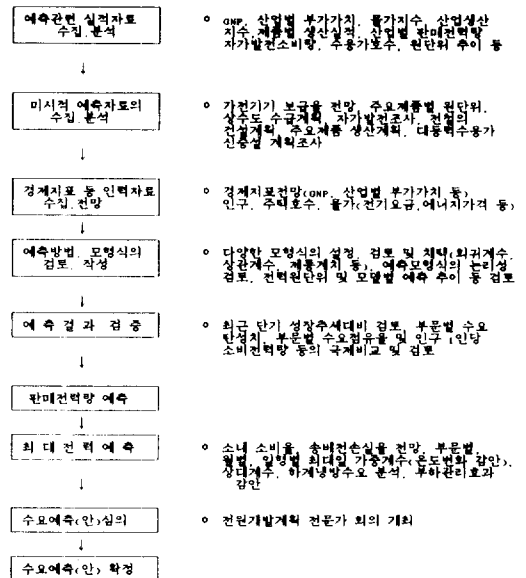 예측관련 실적자료
수집 분석
↓
미시적 예측자료의
수집 분석
↓
경제지표 등 입력자료
수집 전망
↓
예측방법, 모형식의
검토, 작성
↓
예 측 결 과 검 증
↓
판매전력량 예측
↓
최 대 전 력 예 측
↓
수요예측(안)심의
↓
수요예측(안) 확정
○ GNP, 산업별 부가가치, 물가지수, 산업생산
지수, 제품별 생산실적, 산업별 판매전력량
자가발전소비량, 수용가호수, 원단위 추이 등
○ 가전기기 보급율 전망, 주요제품별 원단위,
상수도 수급계획, 자가발전조사, 전철의
건설계획, 주요제품 생산계획, 대동력수용가
신증설 계획조사
○ 경제지표전망(GNP, 산업별 부가가치 등)
인구, 주택호수, 물가(전기요금,에너지가격 등)
○ 다양한 모형식의 설정, 검토 및 채택(회귀계수,
상관계수, 등), 예측모형식의 논리성
검토, 전력원단위 및 모델별 예측 추이 등 검토
○ 최근 단기 성장추세대비 검토, 부문별 수요
탄성치, 부문별 수요점유율 및 인구 1인당
소비전력량 등의 국제비교 및 검토
○ 소내 소비율, 송배전손실율 전망, 부문별,
월별, 일형별 최대일 가중계수(온도변화 감안),
상대계수, 하계냉방수요 분석, 부하관리효과
감안
○ 전원개발계획 전문가 회의 개최